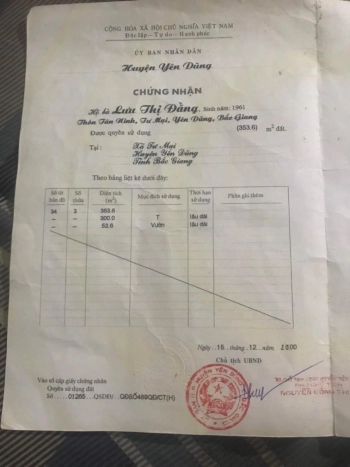 CỘNG HÒA XÃ HỘI CHỦ NGHĨA VIỆT NAM
Độc lập - Tự do - Hạnh phúc
ỦY BAN NHÂN DÂN
Huyện Yên Dũng
CHỨNG NHẬN
Hộ bà Lưu Thị Đằng, Sinh năm: 1961
Thôn Tân Ninh, Tư Mại, Yên Dũng, Bắc Giang
Được quyền sử dụng (353.6) m² đất.
Tại: Xã Tư Mại
Huyện Yên Dũng
Tỉnh Bắc Giang
Theo bảng liệt kê dưới đây:
Số tờ bản đồ Số thửa Diện tích (m²) Mục đích sử dụng Thời hạn sử dụng Phần ghi thêm
34 3 353.6
– – 300.0 T lâu dài
– – 53.6 Vườn lâu dài
Ngày 15 tháng 12 năm 2000
Chủ tịch UBND
Vào sổ cấp giấy chứng nhận
Quyền sử dụng đất
Số 01265 QSDĐ/